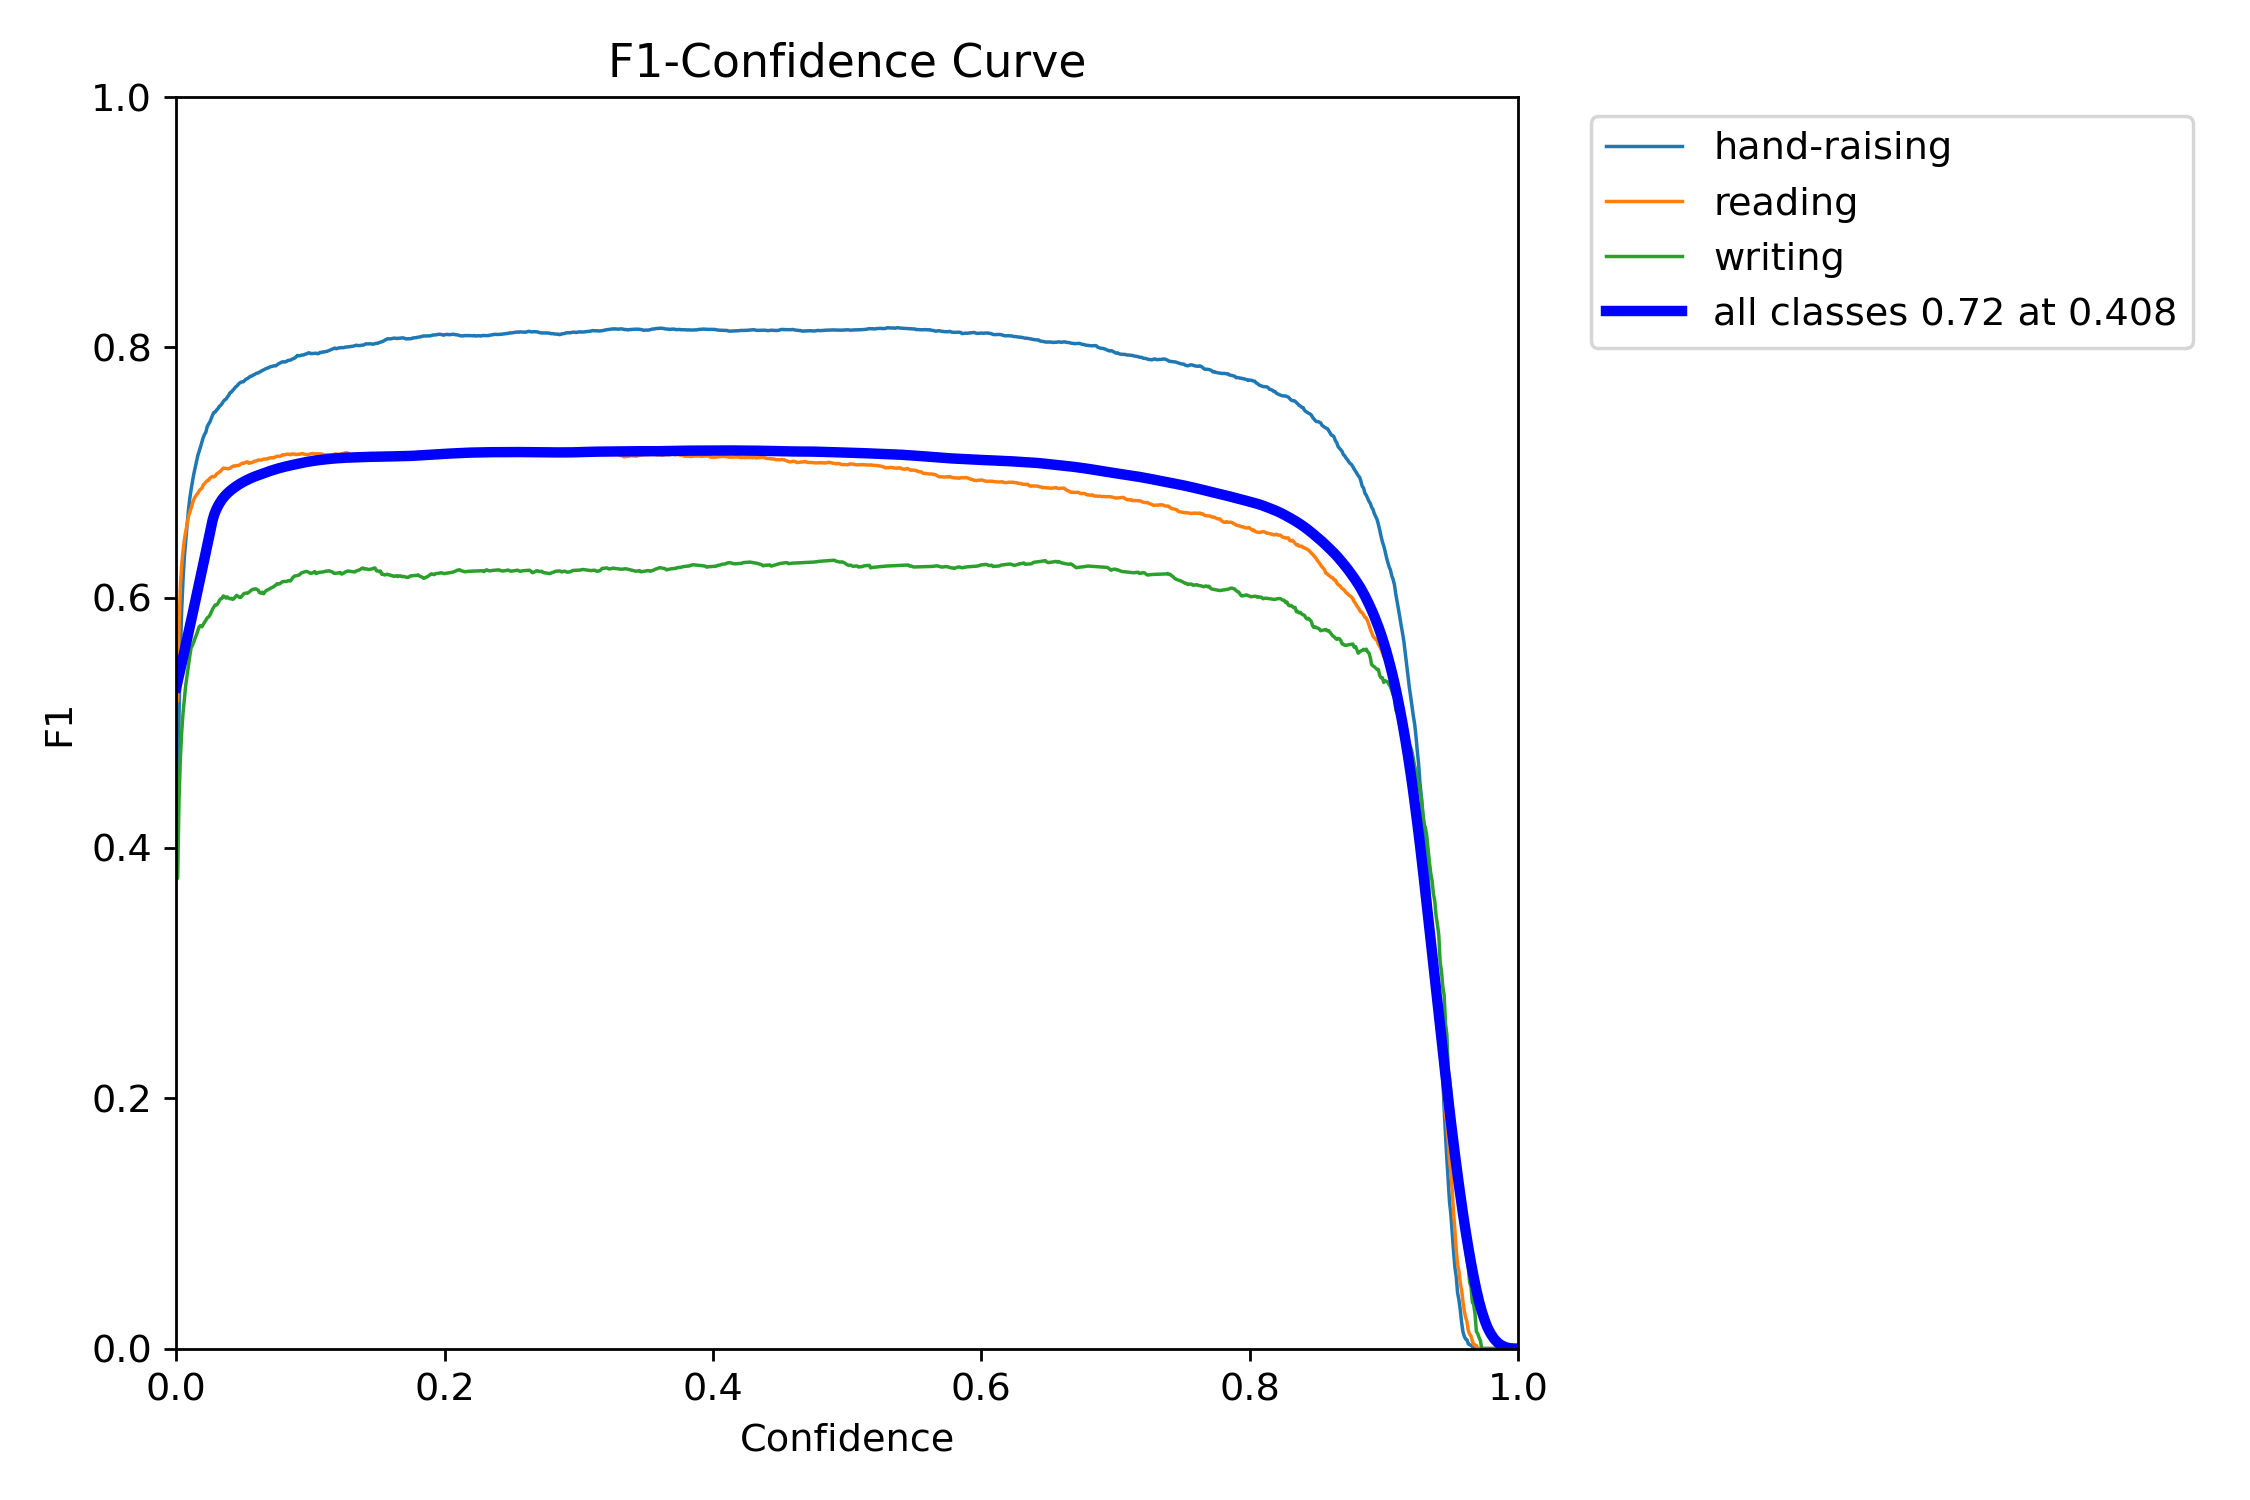 F1-Confidence Curve
1.0
0.8
0.6
0.4
0.2
0.0
F1
0.0 0.2 0.4 0.6 0.8 1.0
Confidence
hand-raising
reading
writing
all classes 0.72 at 0.408